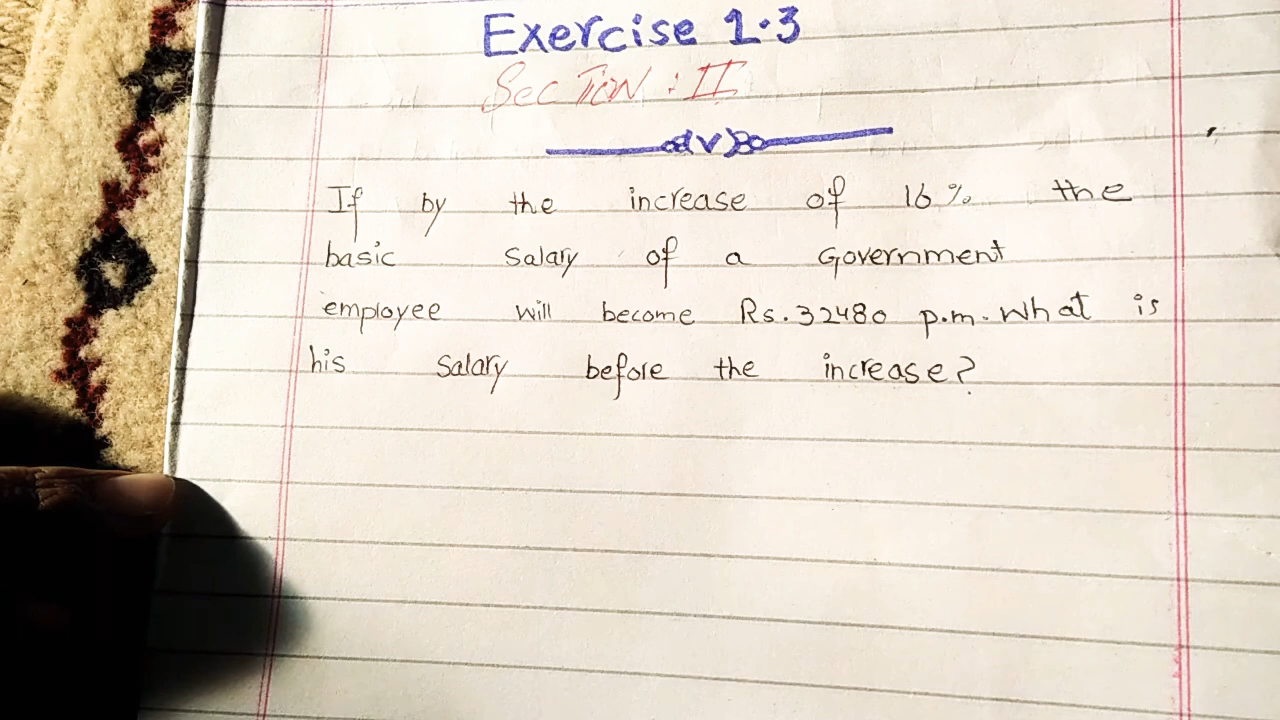 Exercise 1.3
Section : II
If by the increase of 16% the
basic salary of a Government
employee will become Rs. 32480 p.m. What is
his salary before the increase?